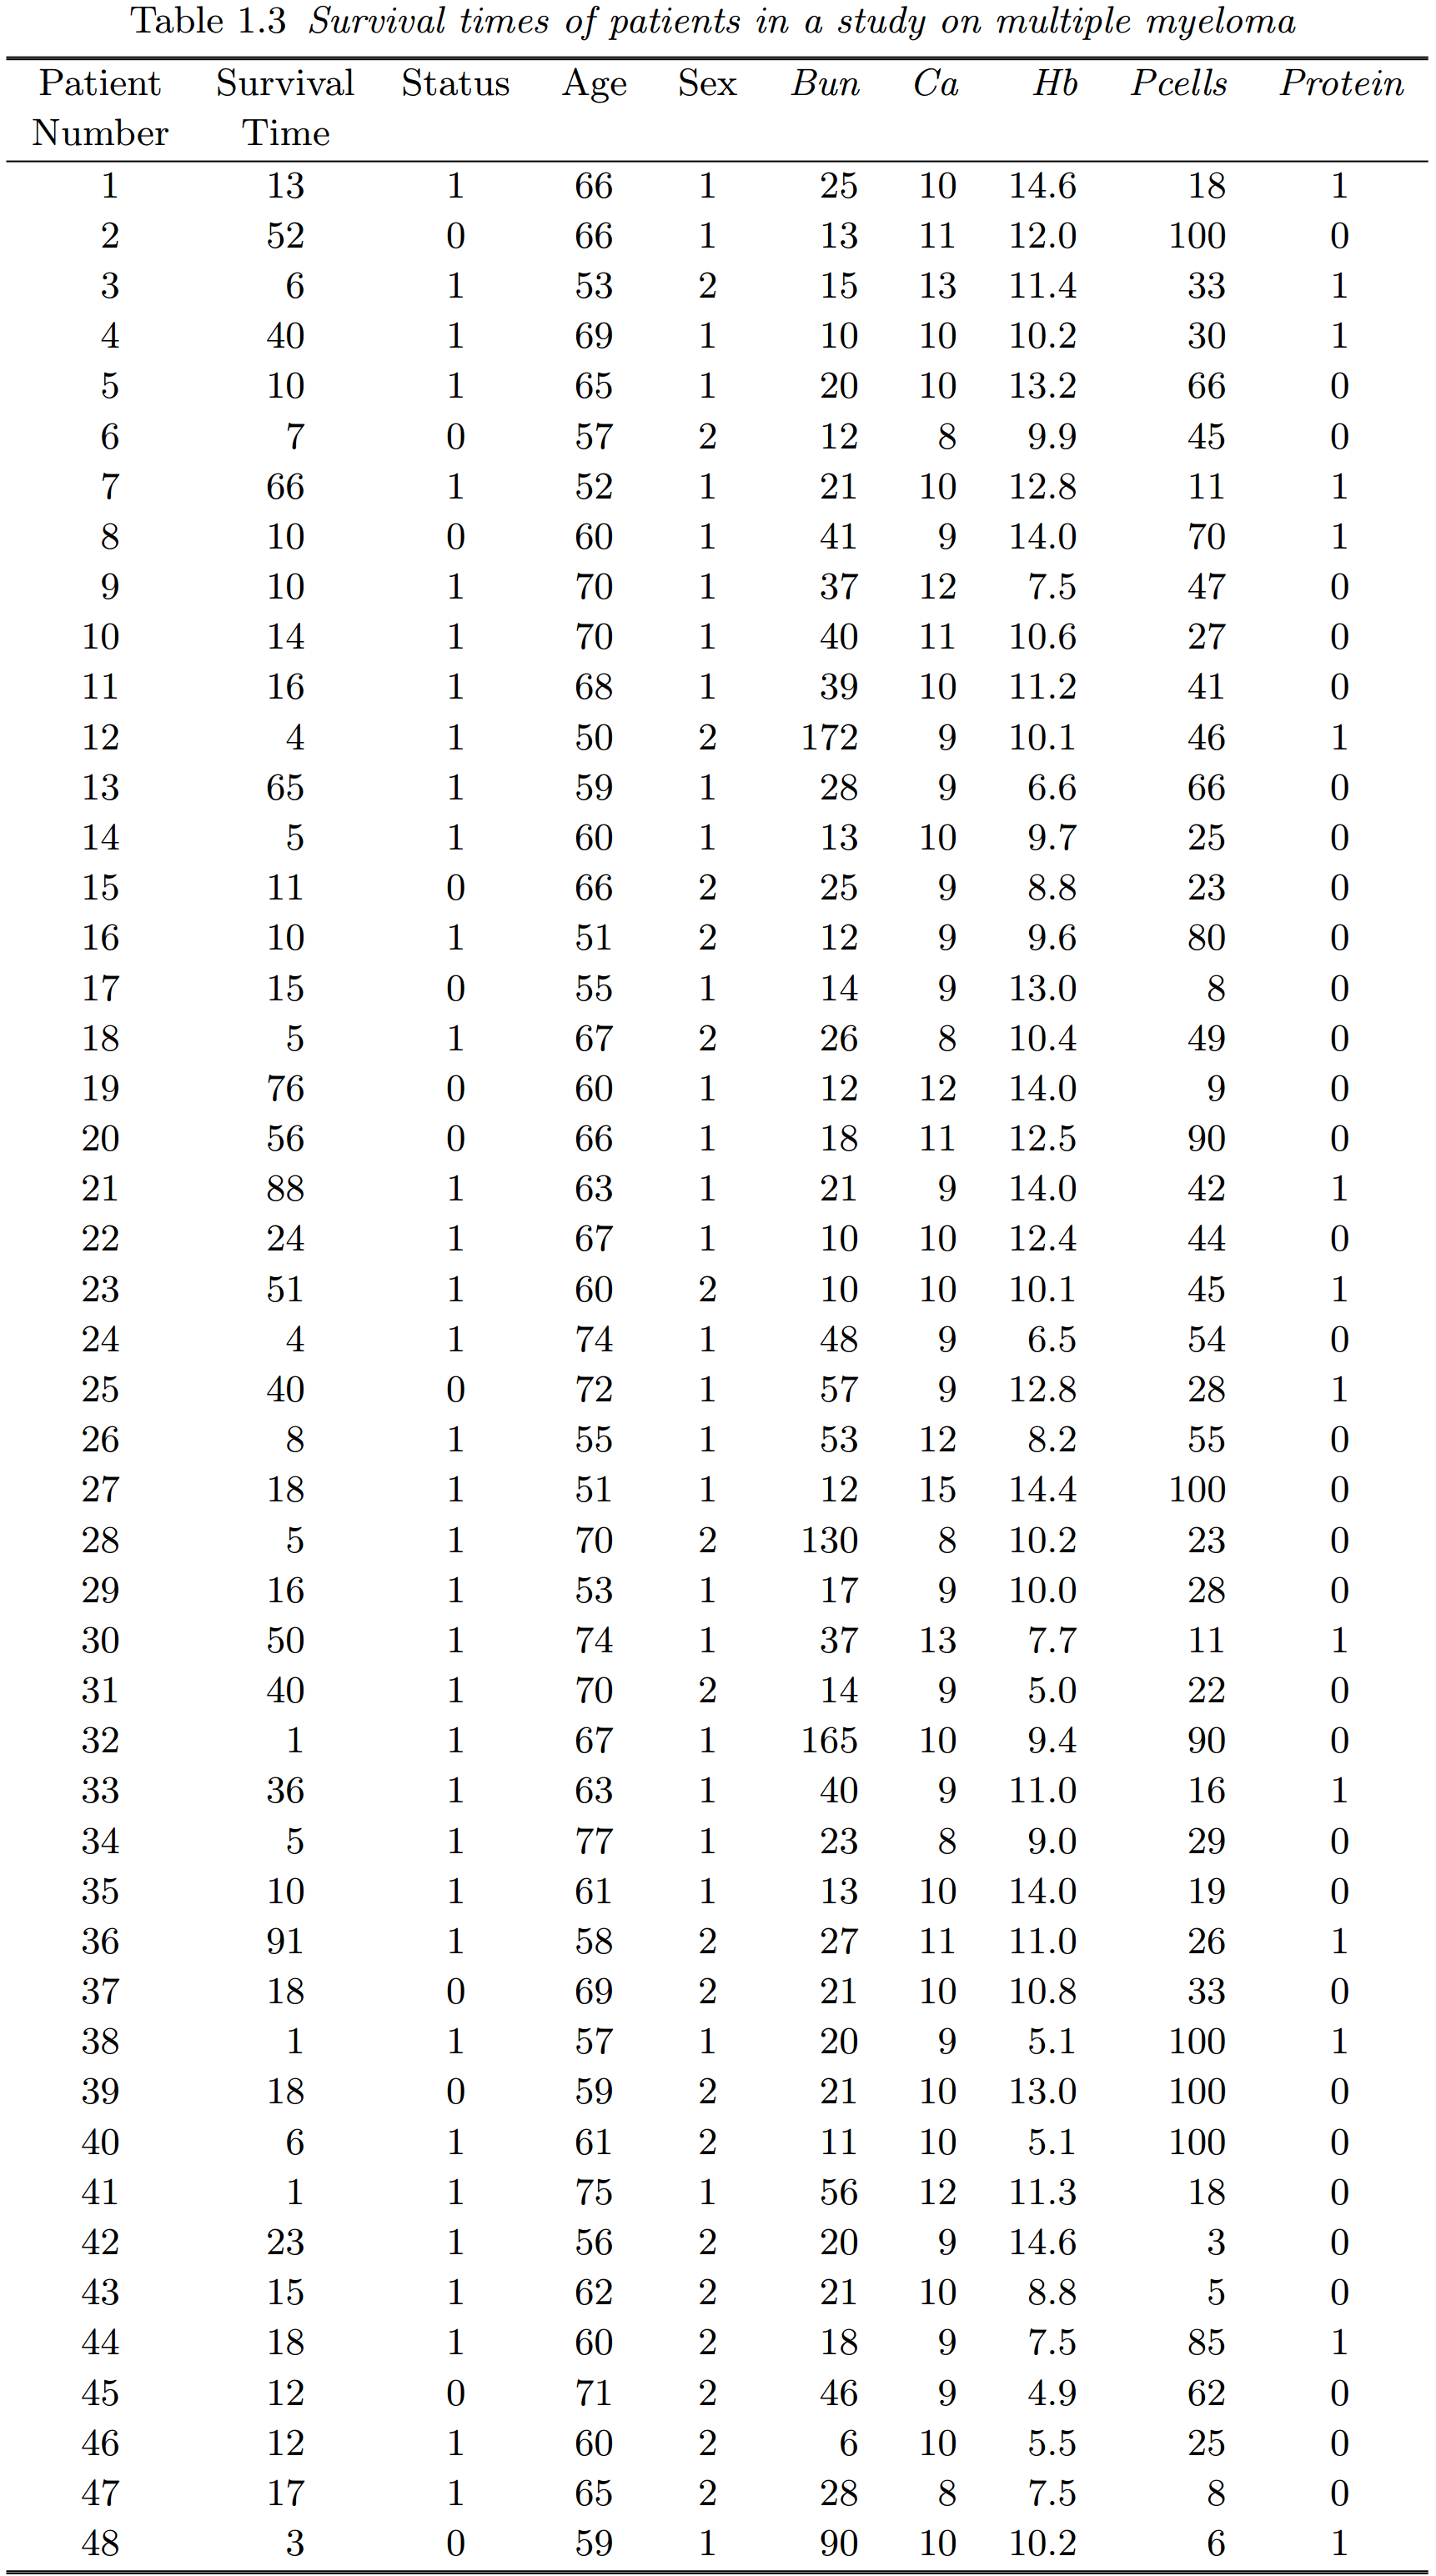 Table 1.3 Survival times of patients in a study on multiple myeloma
Patient Survival Status Age Sex Bun Ca Hb Pcells Protein
Number Time
1 13 1 66 1 25 10 14.6 18 1
2 52 0 66 1 13 11 12.0 100 0
3 6 1 53 2 15 13 11.4 33 1
4 40 1 69 1 10 10 10.2 30 1
5 10 1 65 1 20 10 13.2 66 0
6 7 0 57 2 12 8 9.9 45 0
7 66 1 52 1 21 10 12.8 11 1
8 10 0 60 1 41 9 14.0 70 1
9 10 1 70 1 37 12 7.5 47 0
10 14 1 70 1 40 11 10.6 27 0
11 16 1 68 1 39 10 11.2 41 0
12 4 1 50 2 172 9 10.1 46 1
13 65 1 59 1 28 9 6.6 66 0
14 5 1 60 1 13 10 9.7 25 0
15 11 0 66 2 25 9 8.8 23 0
16 10 1 51 2 12 9 9.6 80 0
17 15 0 55 1 14 9 13.0 8 0
18 5 1 67 2 26 8 10.4 49 0
19 76 0 60 1 12 12 14.0 9 0
20 56 0 66 1 18 11 12.5 90 0
21 88 1 63 1 21 9 14.0 42 1
22 24 1 67 1 10 10 12.4 44 0
23 51 1 60 2 10 10 10.1 45 1
24 4 1 74 1 48 9 6.5 54 0
25 40 0 72 1 57 9 12.8 28 1
26 8 1 55 1 53 12 8.2 55 0
27 18 1 51 1 12 15 14.4 100 0
28 5 1 70 2 130 8 10.2 23 0
29 16 1 53 1 17 9 10.0 28 0
30 50 1 74 1 37 13 7.7 11 1
31 40 1 70 2 14 9 5.0 22 0
32 1 1 67 1 165 10 9.4 90 0
33 36 1 63 1 40 9 11.0 16 1
34 5 1 77 1 23 8 9.0 29 0
35 10 1 61 1 13 10 14.0 19 0
36 91 1 58 2 27 11 11.0 26 1
37 18 0 69 2 21 10 10.8 33 0
38 1 1 57 1 20 9 5.1 100 1
39 18 0 59 2 21 10 13.0 100 0
40 6 1 61 2 11 10 5.1 100 0
41 1 1 75 1 56 12 11.3 18 0
42 23 1 56 2 20 9 14.6 3 0
43 15 1 62 2 21 10 8.8 5 0
44 18 1 60 2 18 9 7.5 85 1
45 12 0 71 2 46 9 4.9 62 0
46 12 1 60 2 6 10 5.5 25 0
47 17 1 65 2 28 8 7.5 8 0
48 3 0 59 1 90 10 10.2 6 1